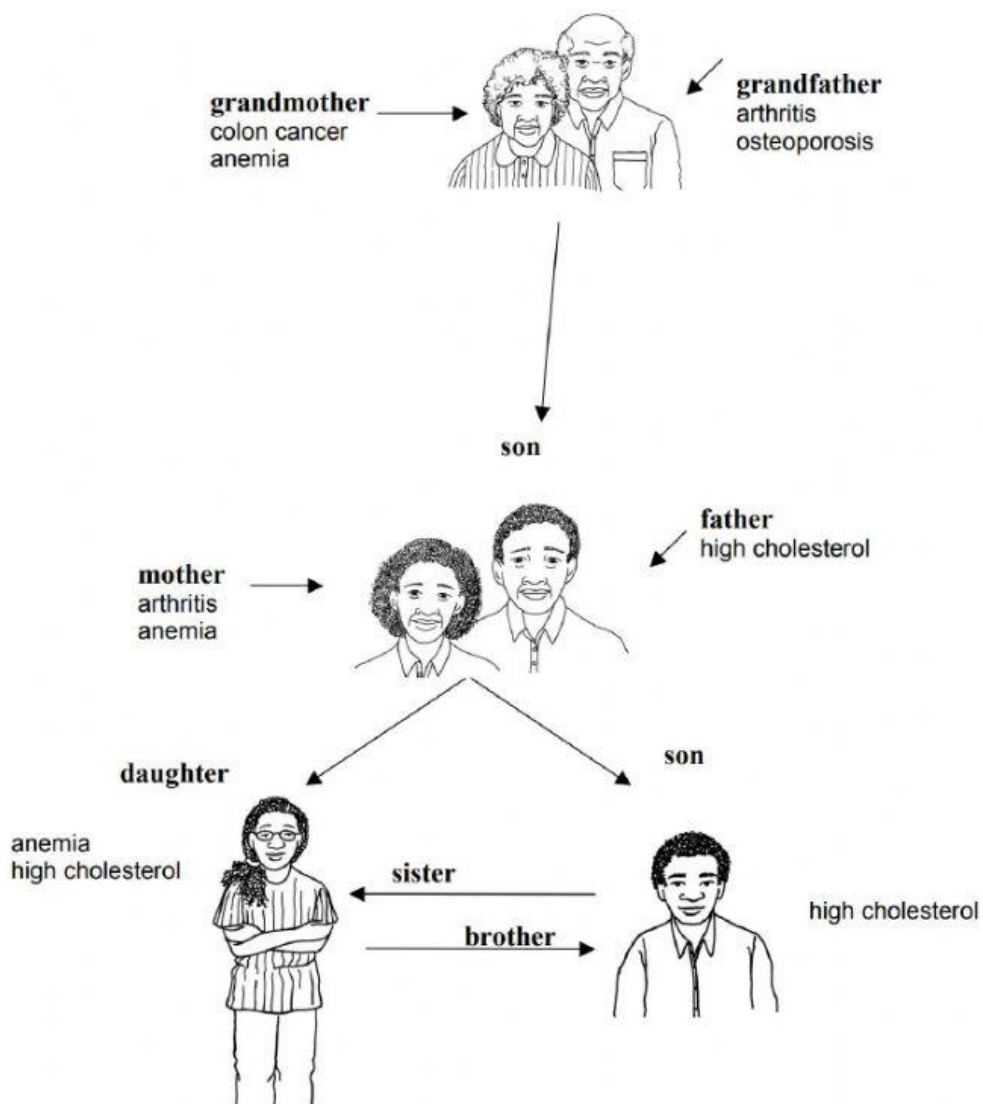 grandmother
colon cancer
anemia
grandfather
arthritis
osteoporosis
son
father
high cholesterol
mother
arthritis
anemia
daughter
anemia
high cholesterol
son
high cholesterol
sister
brother